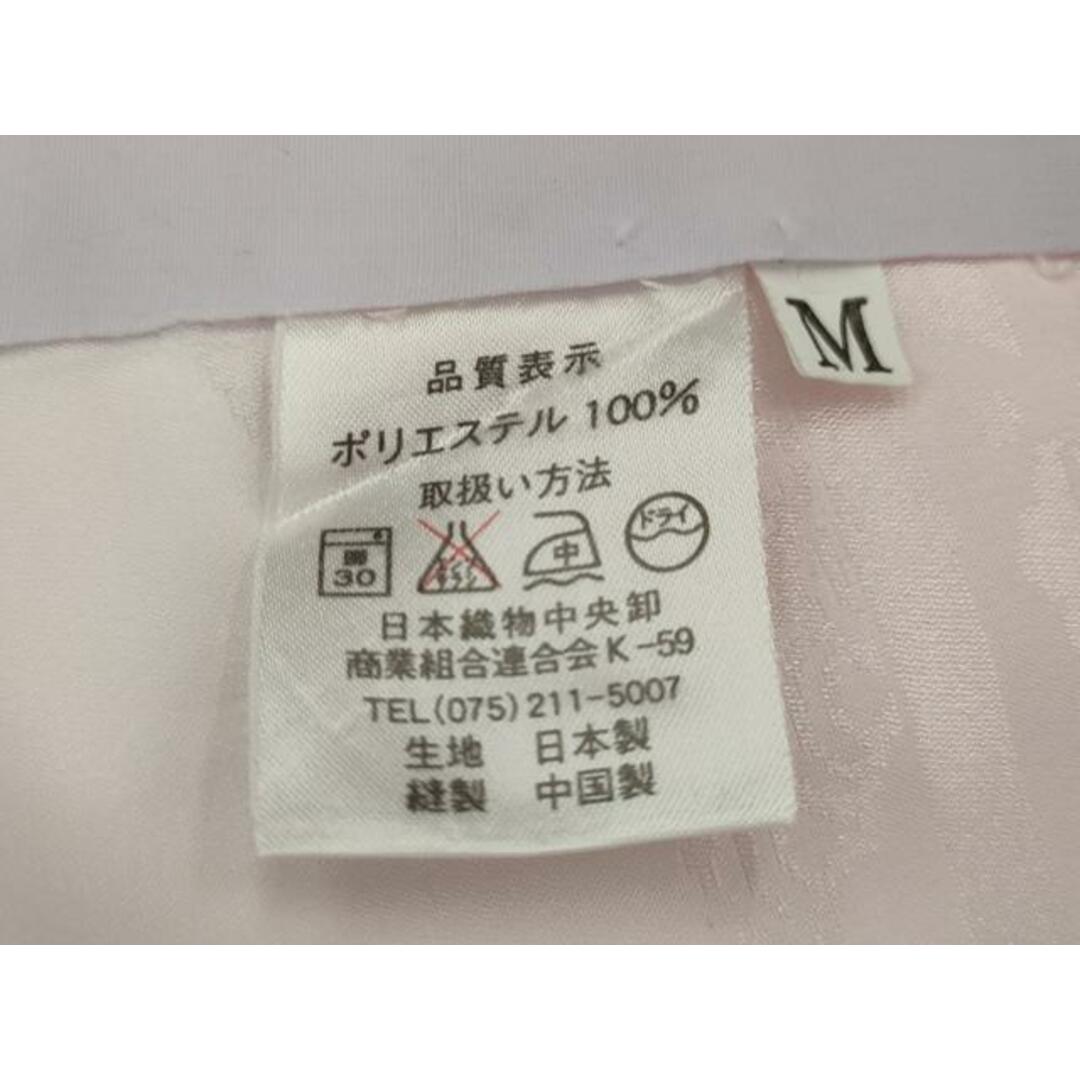 品質表示
ポリエステル 100%
取扱い方法
30 中 ドライ
日本織物中央卸
商業組合連合会K-59
TEL(075)211-5007
生地 日本製
縫製 中国製
M